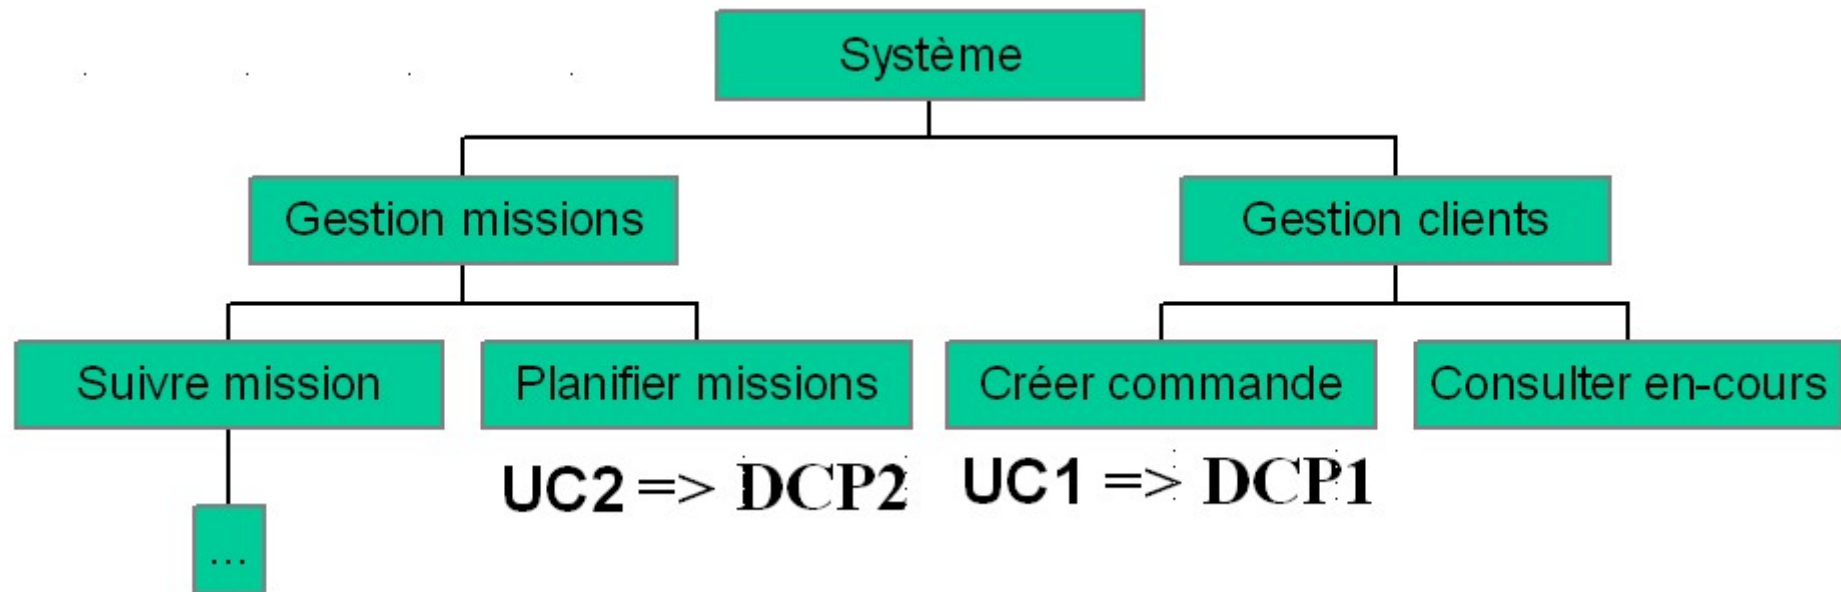 Système
Gestion missions
Gestion clients
Suivre mission
Planifier missions
Créer commande
Consulter en-cours
UC2 => DCP2
UC1 => DCP1
...